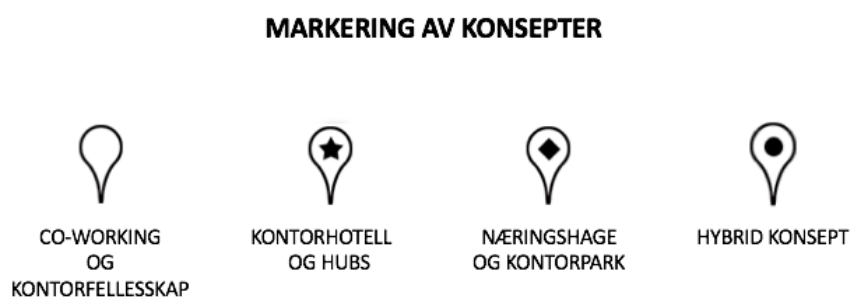 MARKERING AV KONSEPTER
CO-WORKING
OG
KONTORFELLESSKAP
KONTORHOTELL
OG HUBS
NÆRINGSHAGE
OG KONTORPARK
HYBRID KONSEPT